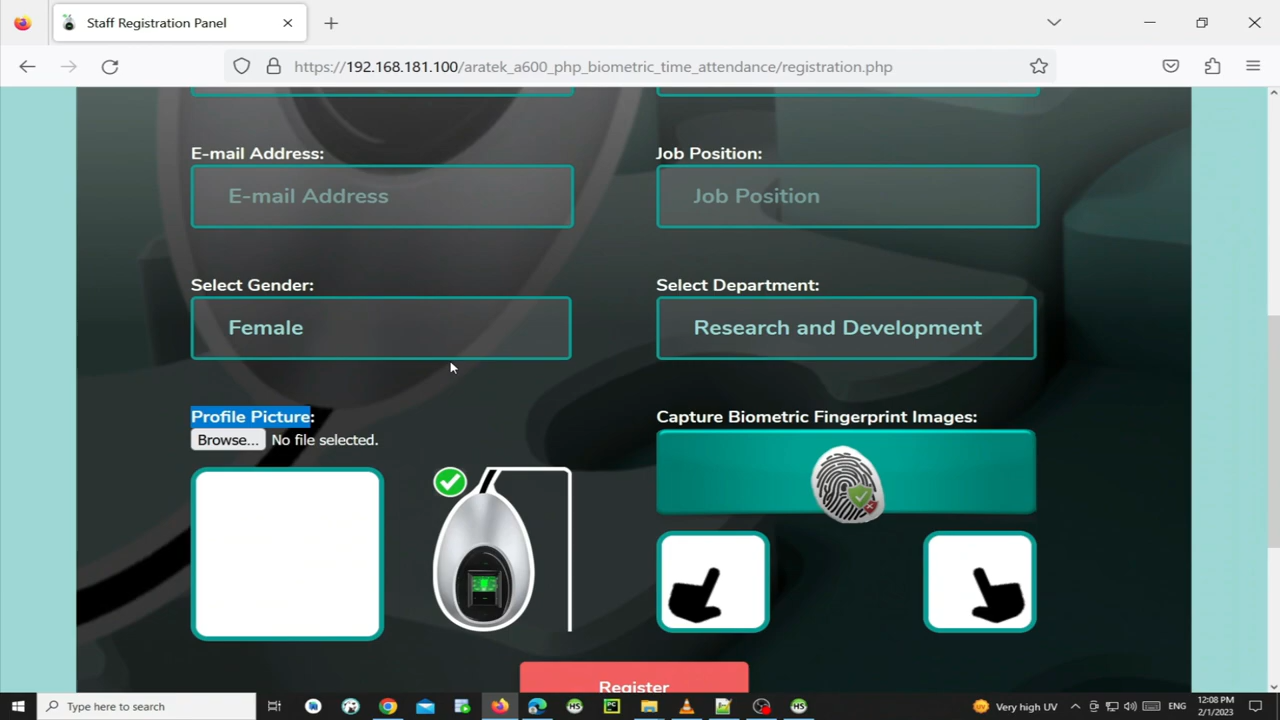 Staff Registration Panel
https://192.168.181.100/aratek_a600_php_biometric_time_attendance/registration.php
E-mail Address:
Job Position:
E-mail Address
Job Position
Select Gender:
Select Department:
Female
Research and Development
Profile Picture:
Capture Biometric Fingerprint Images:
Browse... No file selected.
Register
Type here to search
Very high UV
ENG
12:08 PM
2/1/2023